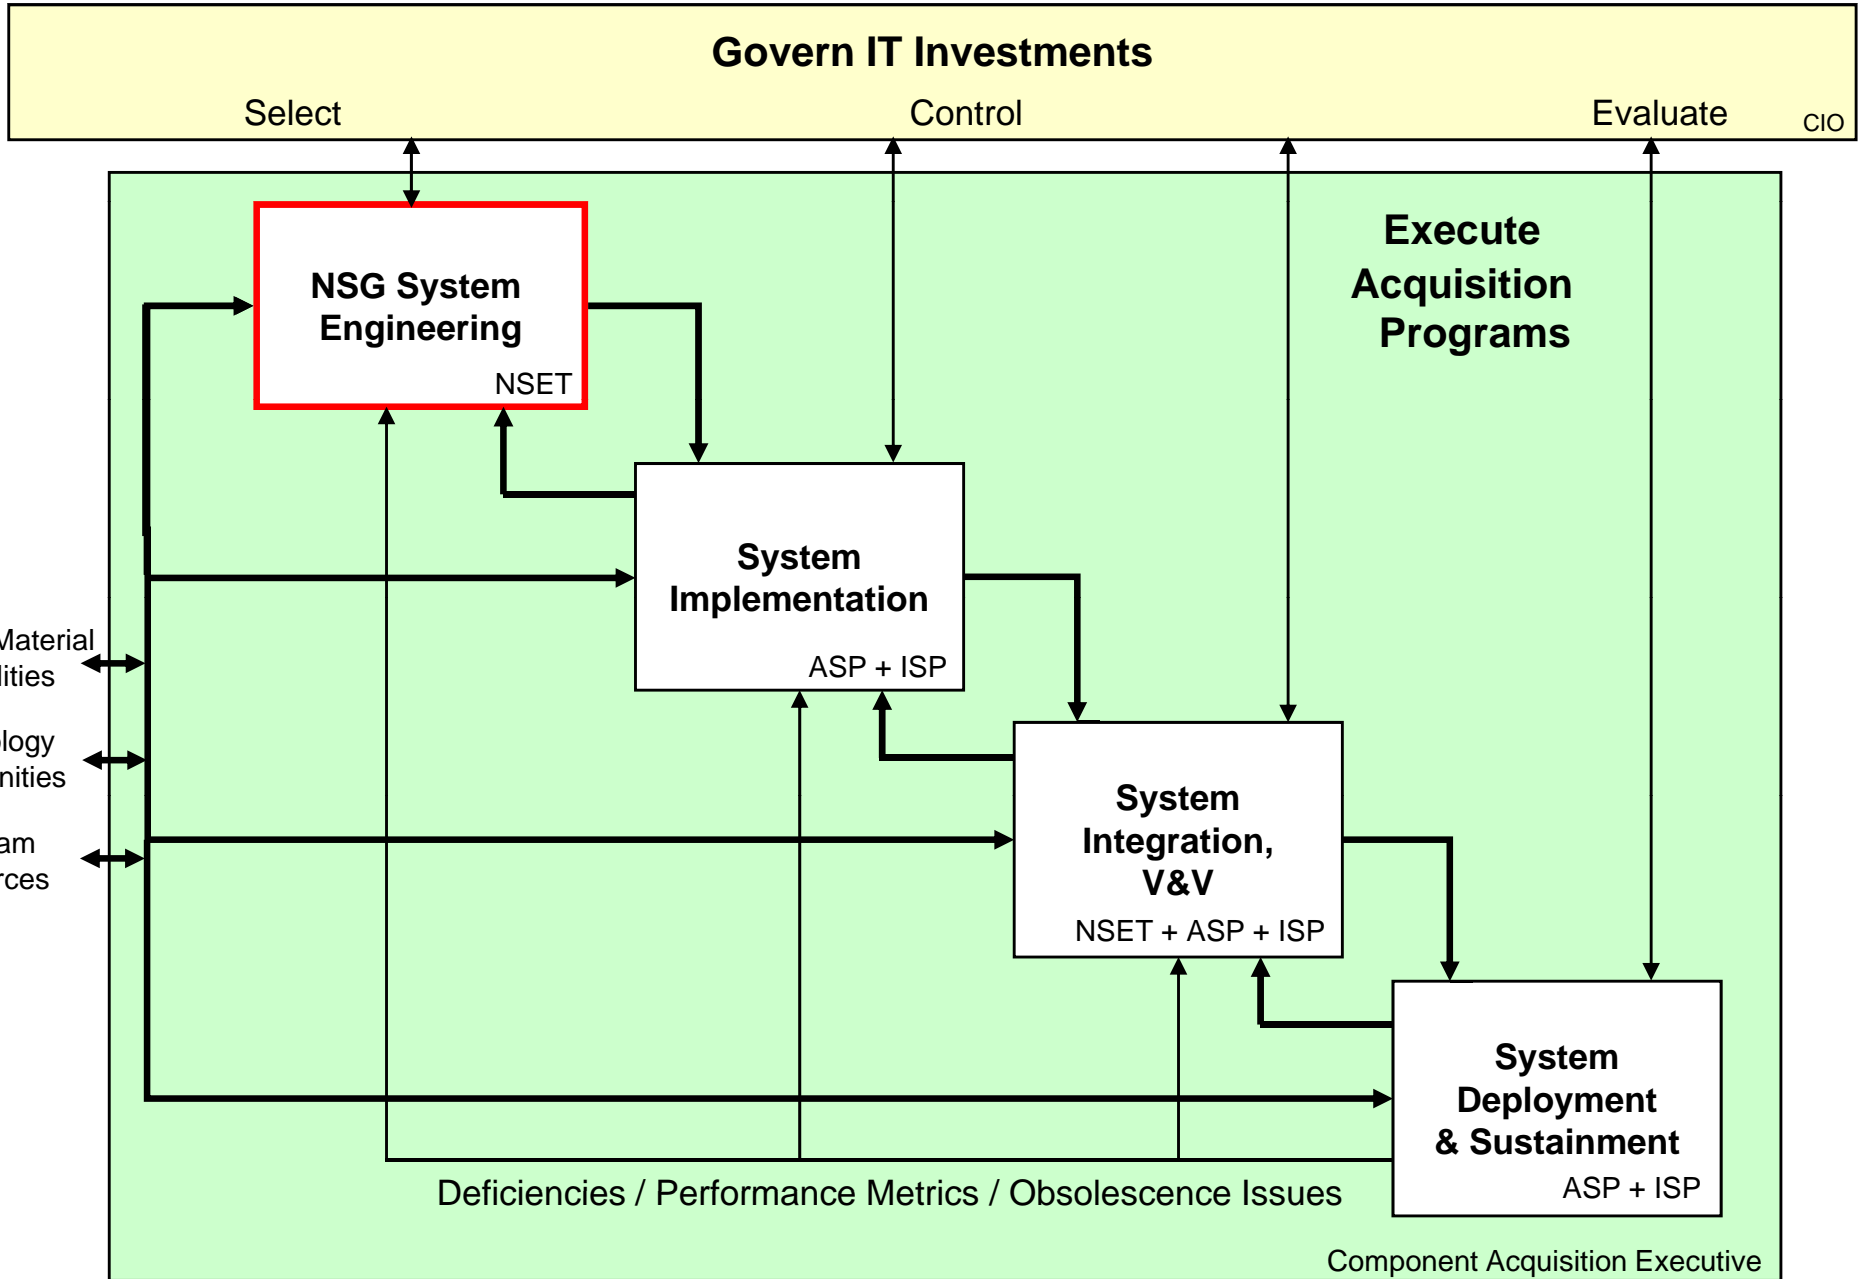 Govern IT Investments
Select Control Evaluate CIO
Execute
Acquisition
Programs
NSG System
Engineering
NSET
System
Implementation
ASP + ISP
Material
lities
ology
nities
am
rces
System
Integration,
V&V
NSET + ASP + ISP
System
Deployment
& Sustainment
ASP + ISP
Deficiencies / Performance Metrics / Obsolescence Issues
Component Acquisition Executive